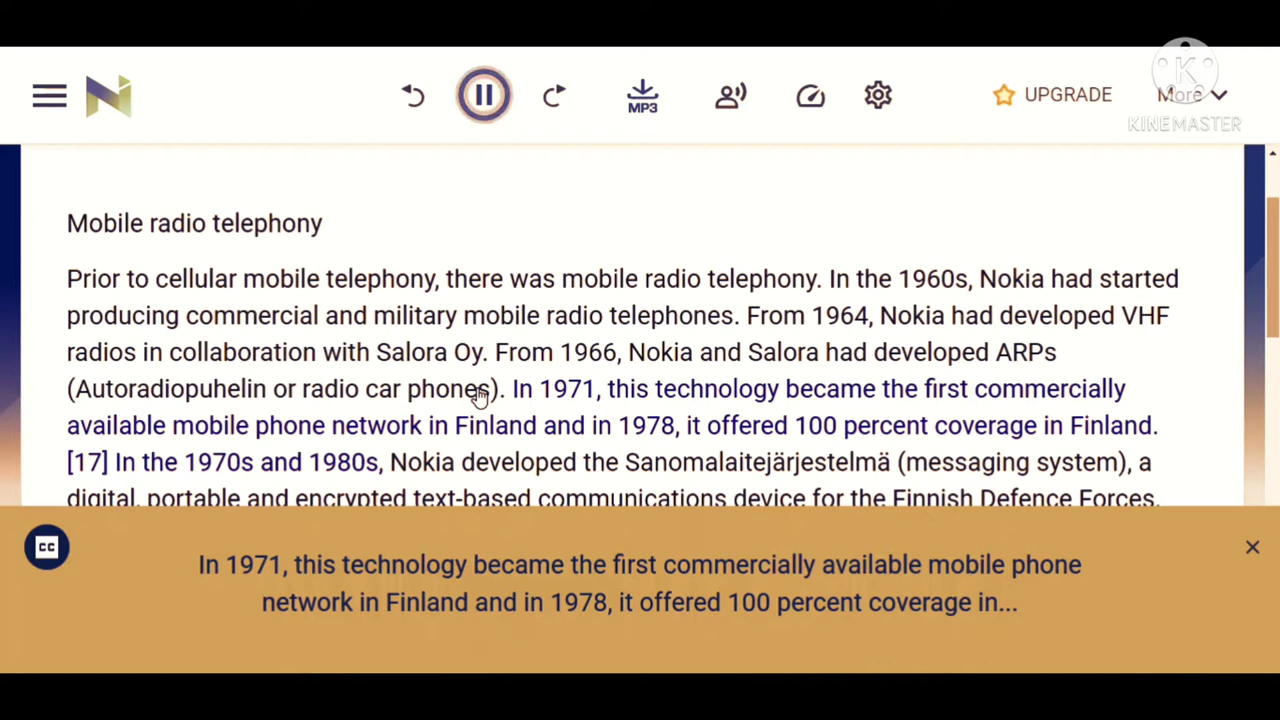 MP3
UPGRADE
More
K
KINEMASTER
Mobile radio telephony
Prior to cellular mobile telephony, there was mobile radio telephony. In the 1960s, Nokia had started
producing commercial and military mobile radio telephones. From 1964, Nokia had developed VHF
radios in collaboration with Salora Oy. From 1966, Nokia and Salora had developed ARPs
(Autoradiopuhelin or radio car phones). In 1971, this technology became the first commercially
available mobile phone network in Finland and in 1978, it offered 100 percent coverage in Finland.
[17] In the 1970s and 1980s, Nokia developed the Sanomalaitejärjestelmä (messaging system), a
digital, portable and encrypted text-based communications device for the Finnish Defence Forces.
CC
In 1971, this technology became the first commercially available mobile phone
network in Finland and in 1978, it offered 100 percent coverage in...